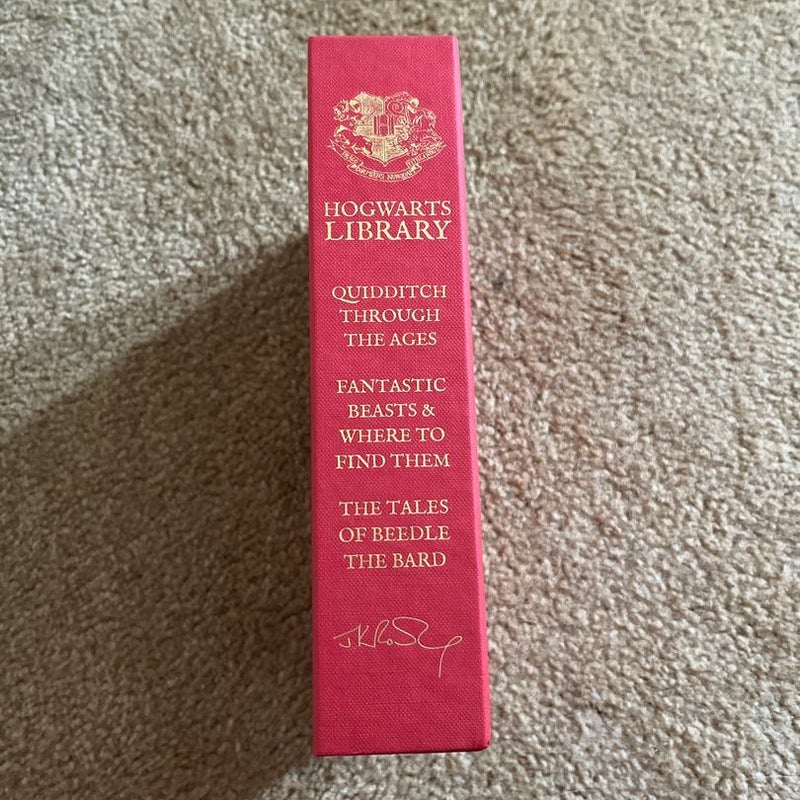 HOGWARTS
LIBRARY
QUIDDITCH
THROUGH
THE AGES
FANTASTIC
BEASTS &
WHERE TO
FIND THEM
THE TALES
OF BEEDLE
THE BARD